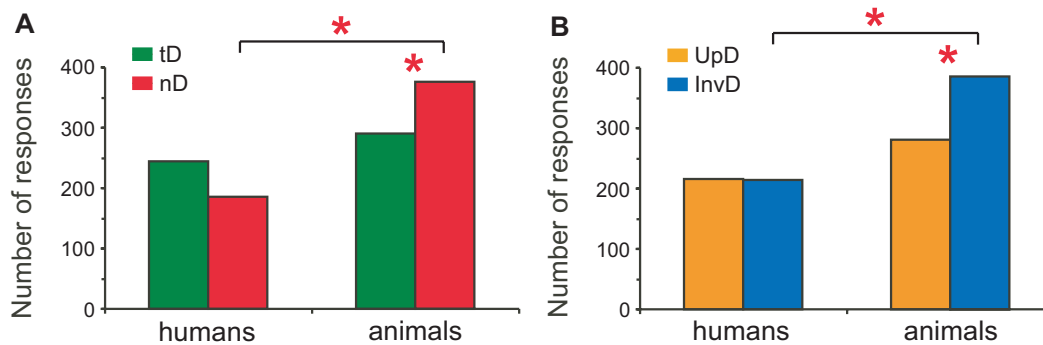 A
tD
nD
*
*
Number of responses
400
300
200
100
0
humans
animals
B
UpD
InvD
*
*
Number of responses
400
300
200
100
0
humans
animals